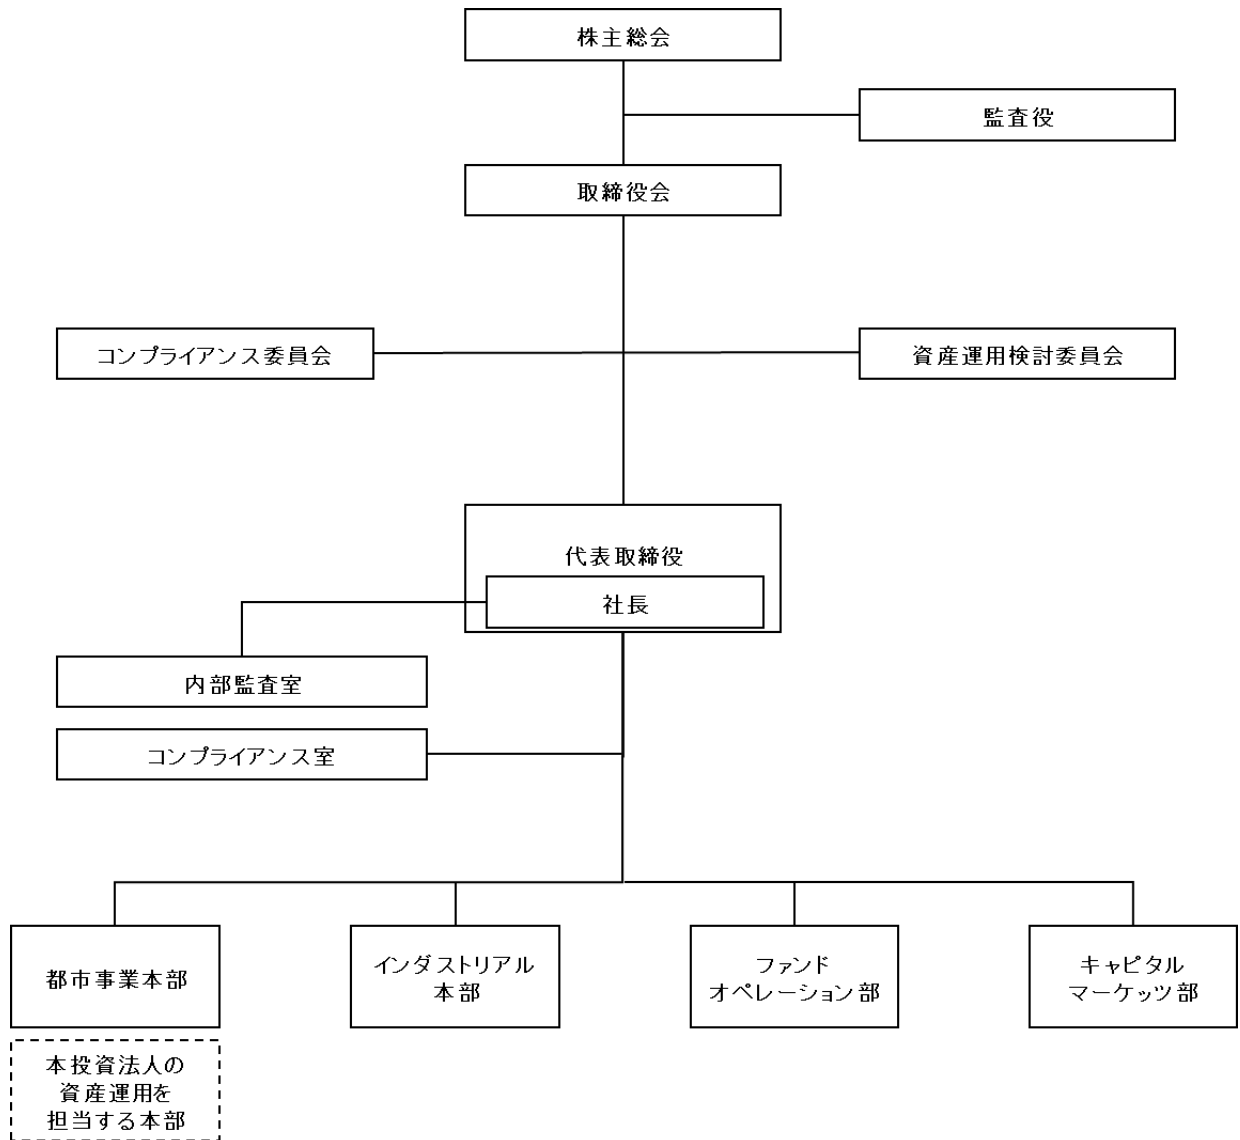 株主総会
監査役
取締役会
コンプライアンス委員会
資産運用検討委員会
代表取締役
社長
内部監査室
コンプライアンス室
都市事業本部
インダストリアル
本部
ファンド
オペレーション部
キャピタル
マーケッツ部
本投資法人の
資産運用を
担当する本部